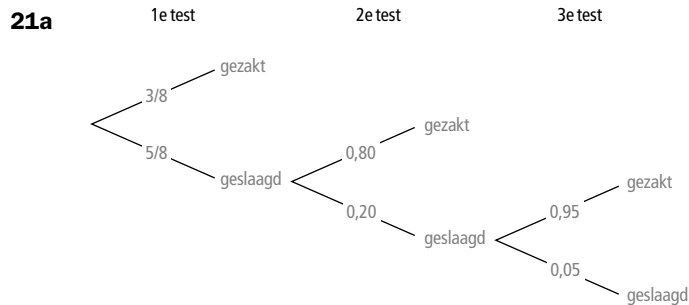 21a 1e test 2e test 3e test
gezakt
3/8
gezakt
5/8 0,80
geslaagd gezakt
0,20 0,95
geslaagd
0,05
geslaagd